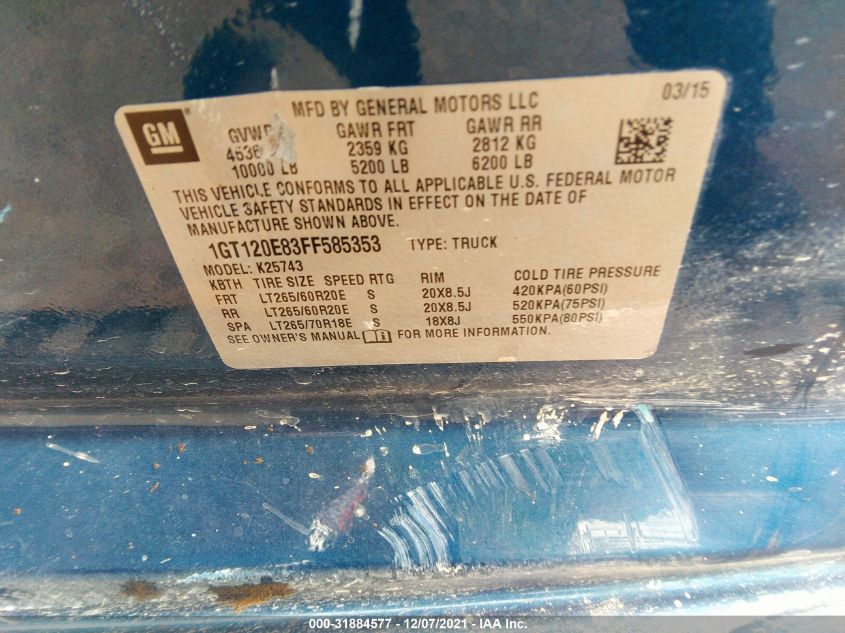 GM
MFD BY GENERAL MOTORS LLC
03/15
GVWR GAWR FRT GAWR RR
2359 KG 2812 KG
10000 LB 5200 LB 6200 LB
THIS VEHICLE CONFORMS TO ALL APPLICABLE U.S. FEDERAL MOTOR
VEHICLE SAFETY STANDARDS IN EFFECT ON THE DATE OF
MANUFACTURE SHOWN ABOVE.
1GT120E83FF585353 TYPE: TRUCK
MODEL: K25743
KBTH TIRE SIZE SPEED RTG RIM COLD TIRE PRESSURE
FRT LT265/60R20E S 20X8.5J 420KPA(60PSI)
RR LT265/60R20E S 20X8.5J 520KPA(75PSI)
SPA LT265/70R18E S 18X8J 550KPA(80PSI)
SEE OWNER'S MANUAL FOR MORE INFORMATION.
000-31884577 - 12/07/2021 - IAA Inc.